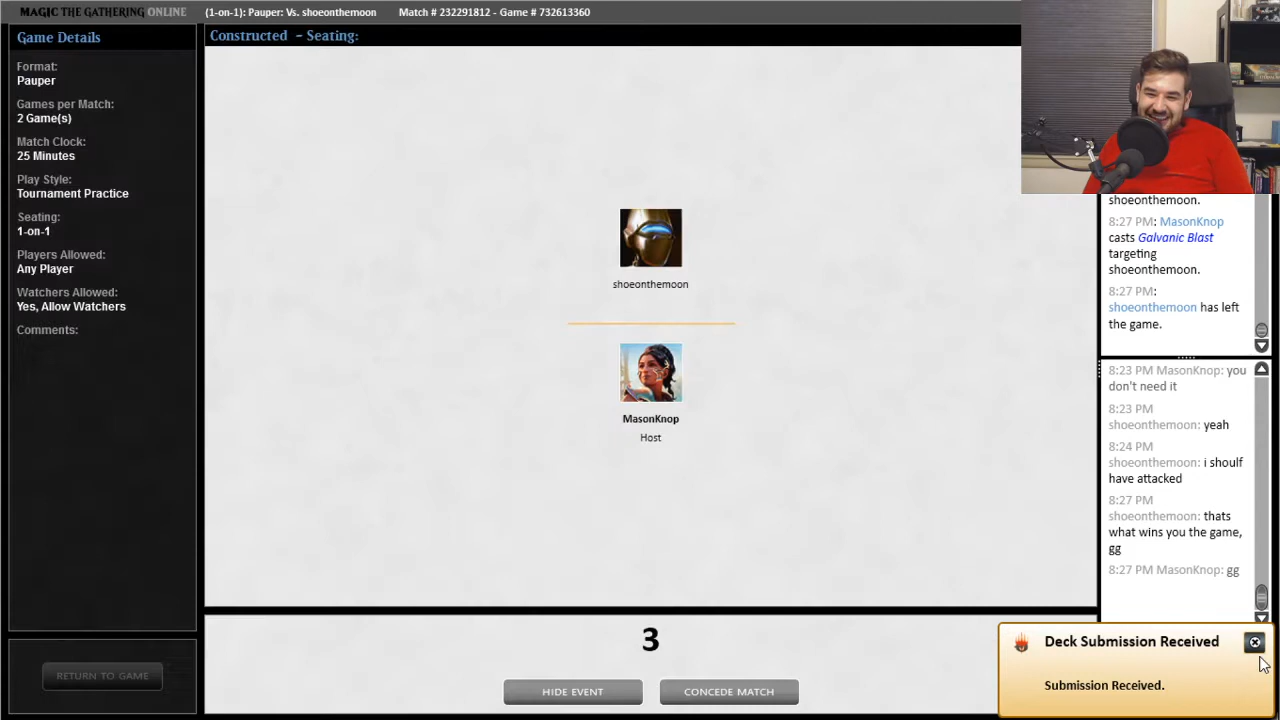 MAGIC THE GATHERING ONLINE
(1-on-1): Pauper: Vs. shoeonthemoon
Match # 232291812 - Game # 732613360
Game Details
Format:
Pauper
Games per Match:
2 Game(s)
Match Clock:
25 Minutes
Play Style:
Tournament Practice
Seating:
1-on-1
Players Allowed:
Any Player
Watchers Allowed:
Yes, Allow Watchers
Comments:
RETURN TO GAME
Constructed - Seating:
shoeonthemoon
MasonKnop
Host
3
HIDE EVENT
CONCEDE MATCH
shoeonthemoon.
8:27 PM: MasonKnop
casts Galvanic Blast
targeting
shoeonthemoon.
8:27 PM:
shoeonthemoon has left
the game.
8:23 PM MasonKnop: you
don't need it
8:23 PM
shoeonthemoon: yeah
8:24 PM
shoeonthemoon: i shoulf
have attacked
8:27 PM
shoeonthemoon: thats
what wins you the game,
gg
8:27 PM MasonKnop: gg
Deck Submission Received
Submission Received.